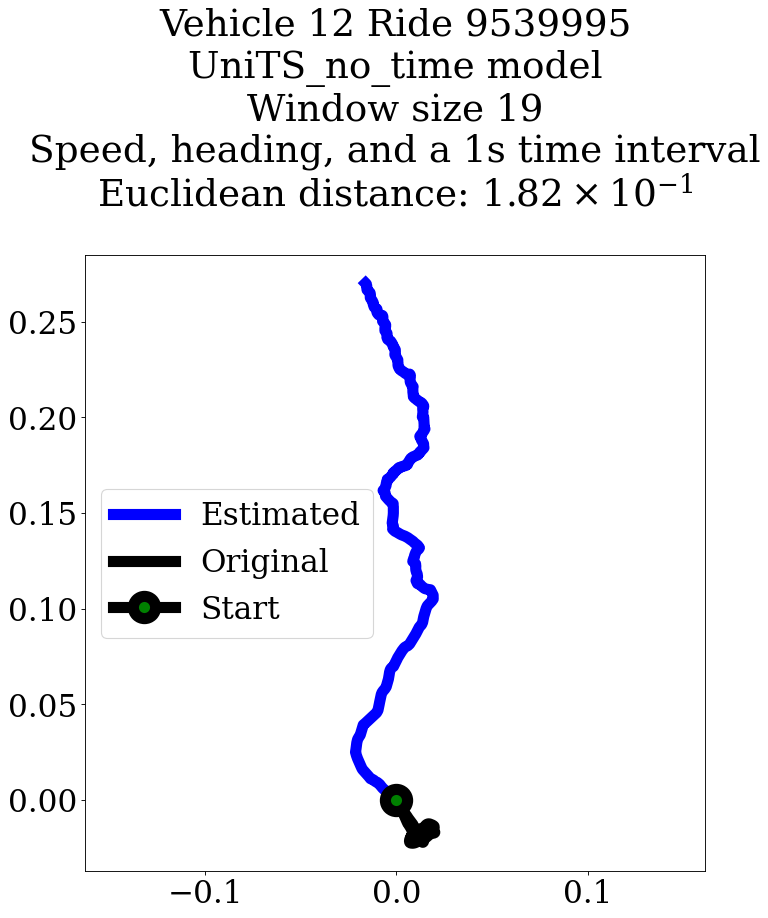 Vehicle 12 Ride 9539995
UniTS_no_time model
Window size 19
Speed, heading, and a 1s time interval
Euclidean distance: 1.82 × 10⁻¹
0.25
0.20
0.15
0.10
0.05
0.00
Estimated
Original
Start
−0.1
0.0
0.1